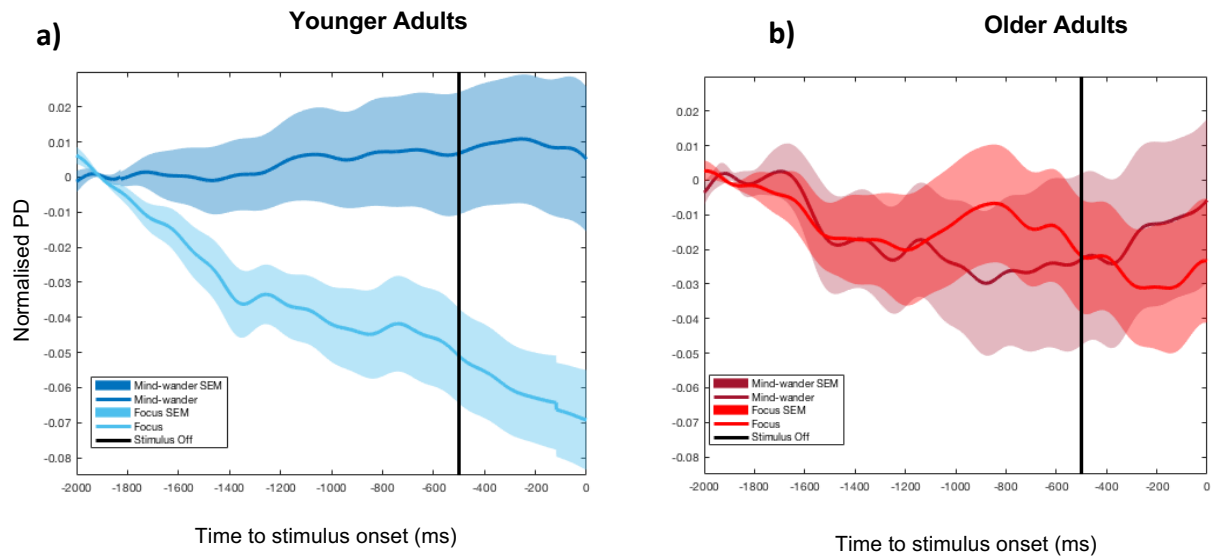 a)
Younger Adults
Normalised PD
0.02
0.01
0
-0.01
-0.02
-0.03
-0.04
-0.05
-0.06
-0.07
-0.08
Mind-wander SEM
Mind-wander
Focus SEM
Focus
Stimulus Off
-2000 -1800 -1600 -1400 -1200 -1000 -800 -600 -400 -200 0
Time to stimulus onset (ms)
b)
Older Adults
0.02
0.01
0
-0.01
-0.02
-0.03
-0.04
-0.05
-0.06
-0.07
-0.08
Mind-wander SEM
Mind-wander
Focus SEM
Focus
Stimulus Off
-2000 -1800 -1600 -1400 -1200 -1000 -800 -600 -400 -200 0
Time to stimulus onset (ms)